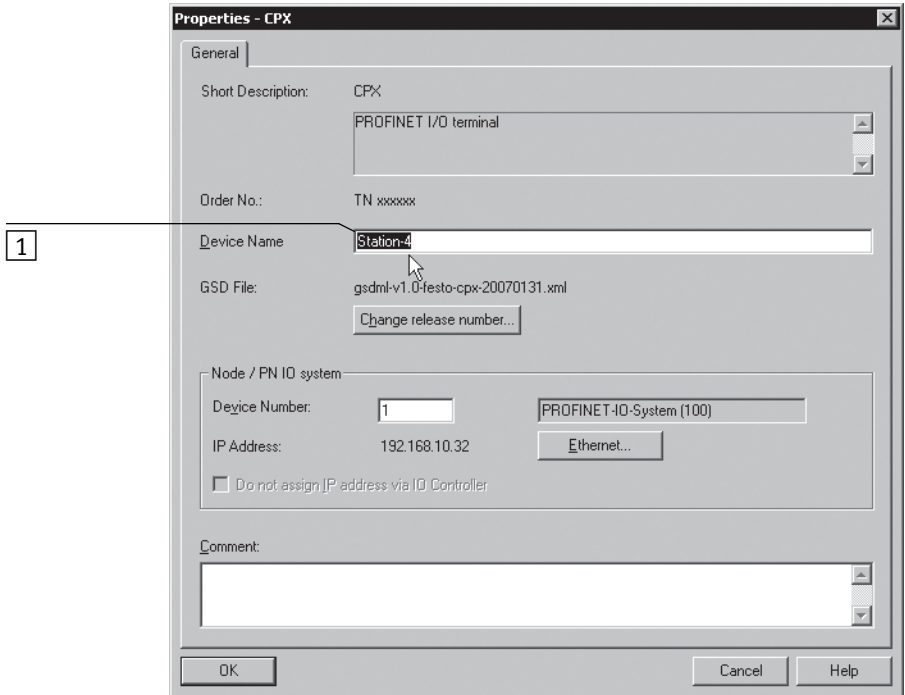 Properties - CPX
General
Short Description: CPX
PROFINET I/O terminal
Order No.: TN xxxxxx
1
Device Name Station-4
GSD File: gsdml-v1.0-festo-cpx-20070131.xml
Change release number...
Node / PN IO system
Device Number: 1 PROFINET-IO-System (100)
IP Address: 192.168.10.32 Ethernet...
Do not assign IP address via IO Controller
Comment:
OK Cancel Help